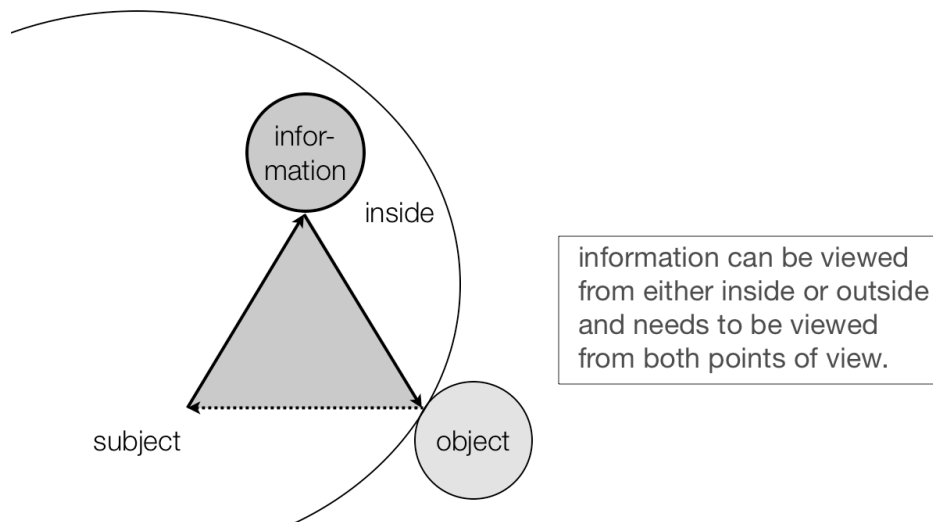 infor-
mation
inside
information can be viewed
from either inside or outside
and needs to be viewed
from both points of view.
subject
object